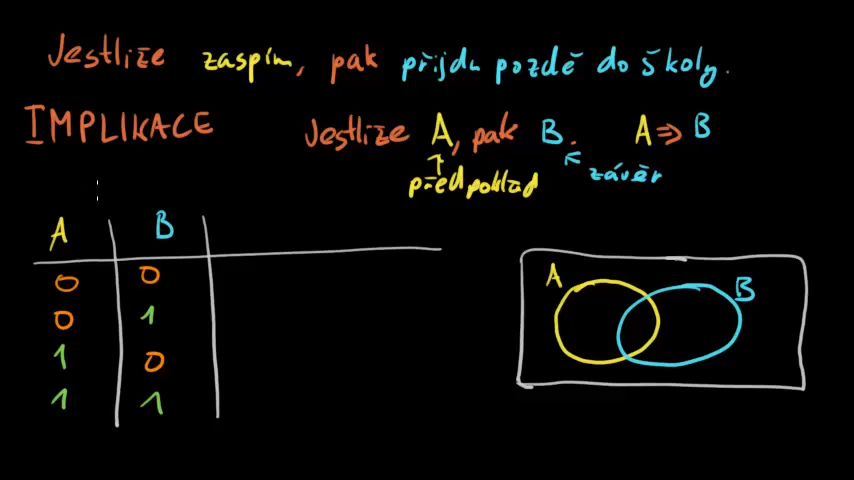 Jestliže zaspím, pak přijdu pozdě do školy.
IMPLIKACE Jestliže A, pak B. A ⇒ B
předpoklad závěr
A B
0 0
0 1
1 0
1 1
A B